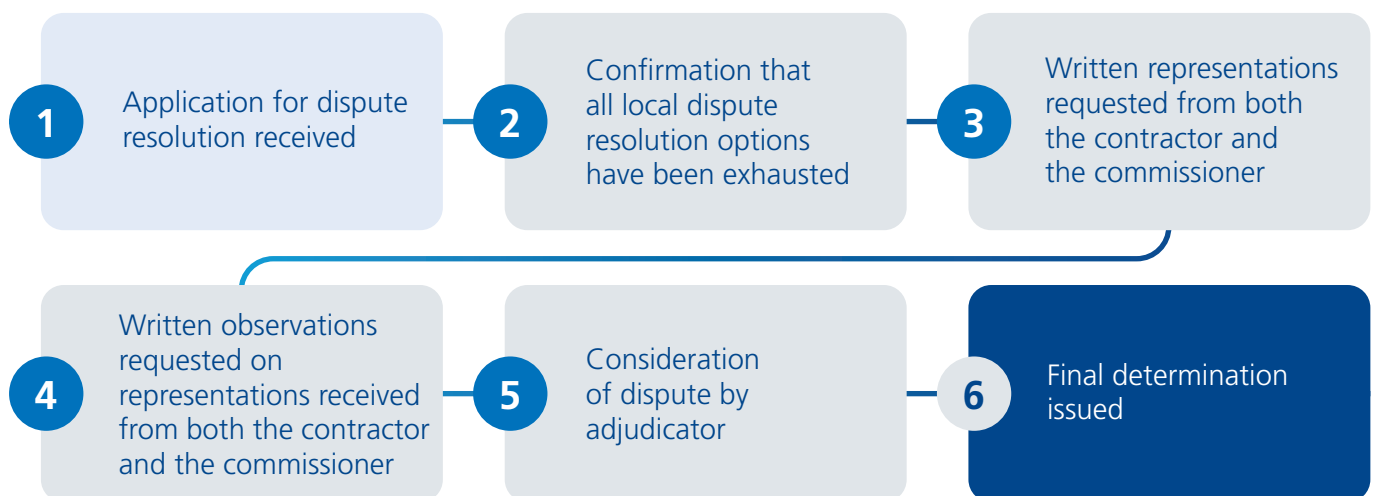 1
Application for dispute
resolution received
2
Confirmation that
all local dispute
resolution options
have been exhausted
3
Written representations
requested from both
the contractor and
the commissioner
4
Written observations
requested on
representations received
from both the contractor
and the commissioner
5
Consideration
of dispute by
adjudicator
6
Final determination
issued